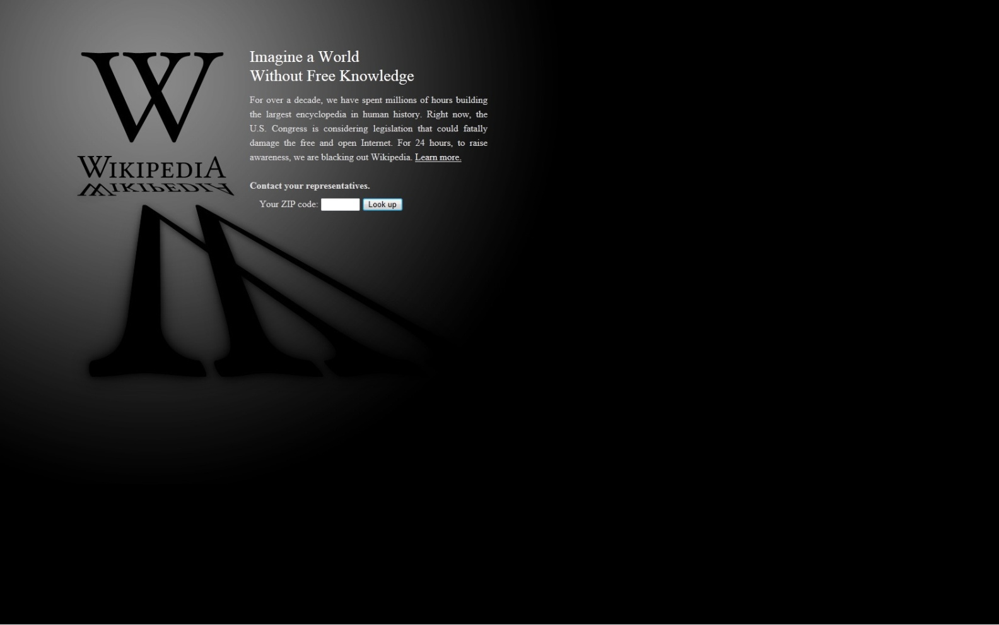 W
WIKIPEDIA
Imagine a World
Without Free Knowledge
For over a decade, we have spent millions of hours building
the largest encyclopedia in human history. Right now, the
U.S. Congress is considering legislation that could fatally
damage the free and open Internet. For 24 hours, to raise
awareness, we are blacking out Wikipedia. Learn more.
Contact your representatives.
Your ZIP code: Look up